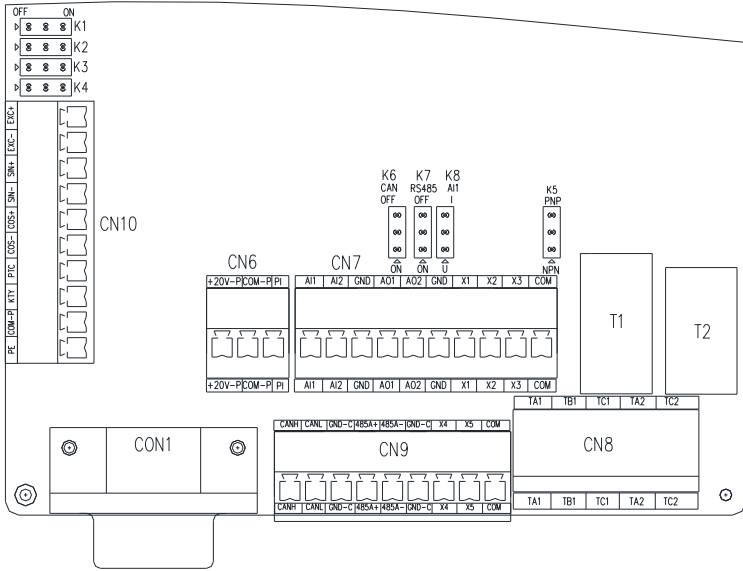 OFF ON
K1
K2
K3
K4
EXC+
EXC-
SIN+
SIN-
COS+
COS-
PTC
KTY
COM-P
PE
CN10
K6 K7 K8
CAN RS485 AI1
OFF OFF I
ON ON U
K5
PNP
NPN
CN6
+20V-P COM-P PI
+20V-P COM-P PI
CN7
AI1 AI2 GND AO1 AO2 GND X1 X2 X3 COM
AI1 AI2 GND AO1 AO2 GND X1 X2 X3 COM
T1
T2
CON1
CANH CANL GND-C 485A+ 485A- GND-C X4 X5 COM
CN9
CANH CANL GND-C 485A+ 485A- GND-C X4 X5 COM
TA1 TB1 TC1 TA2 TC2
CN8
TA1 TB1 TC1 TA2 TC2